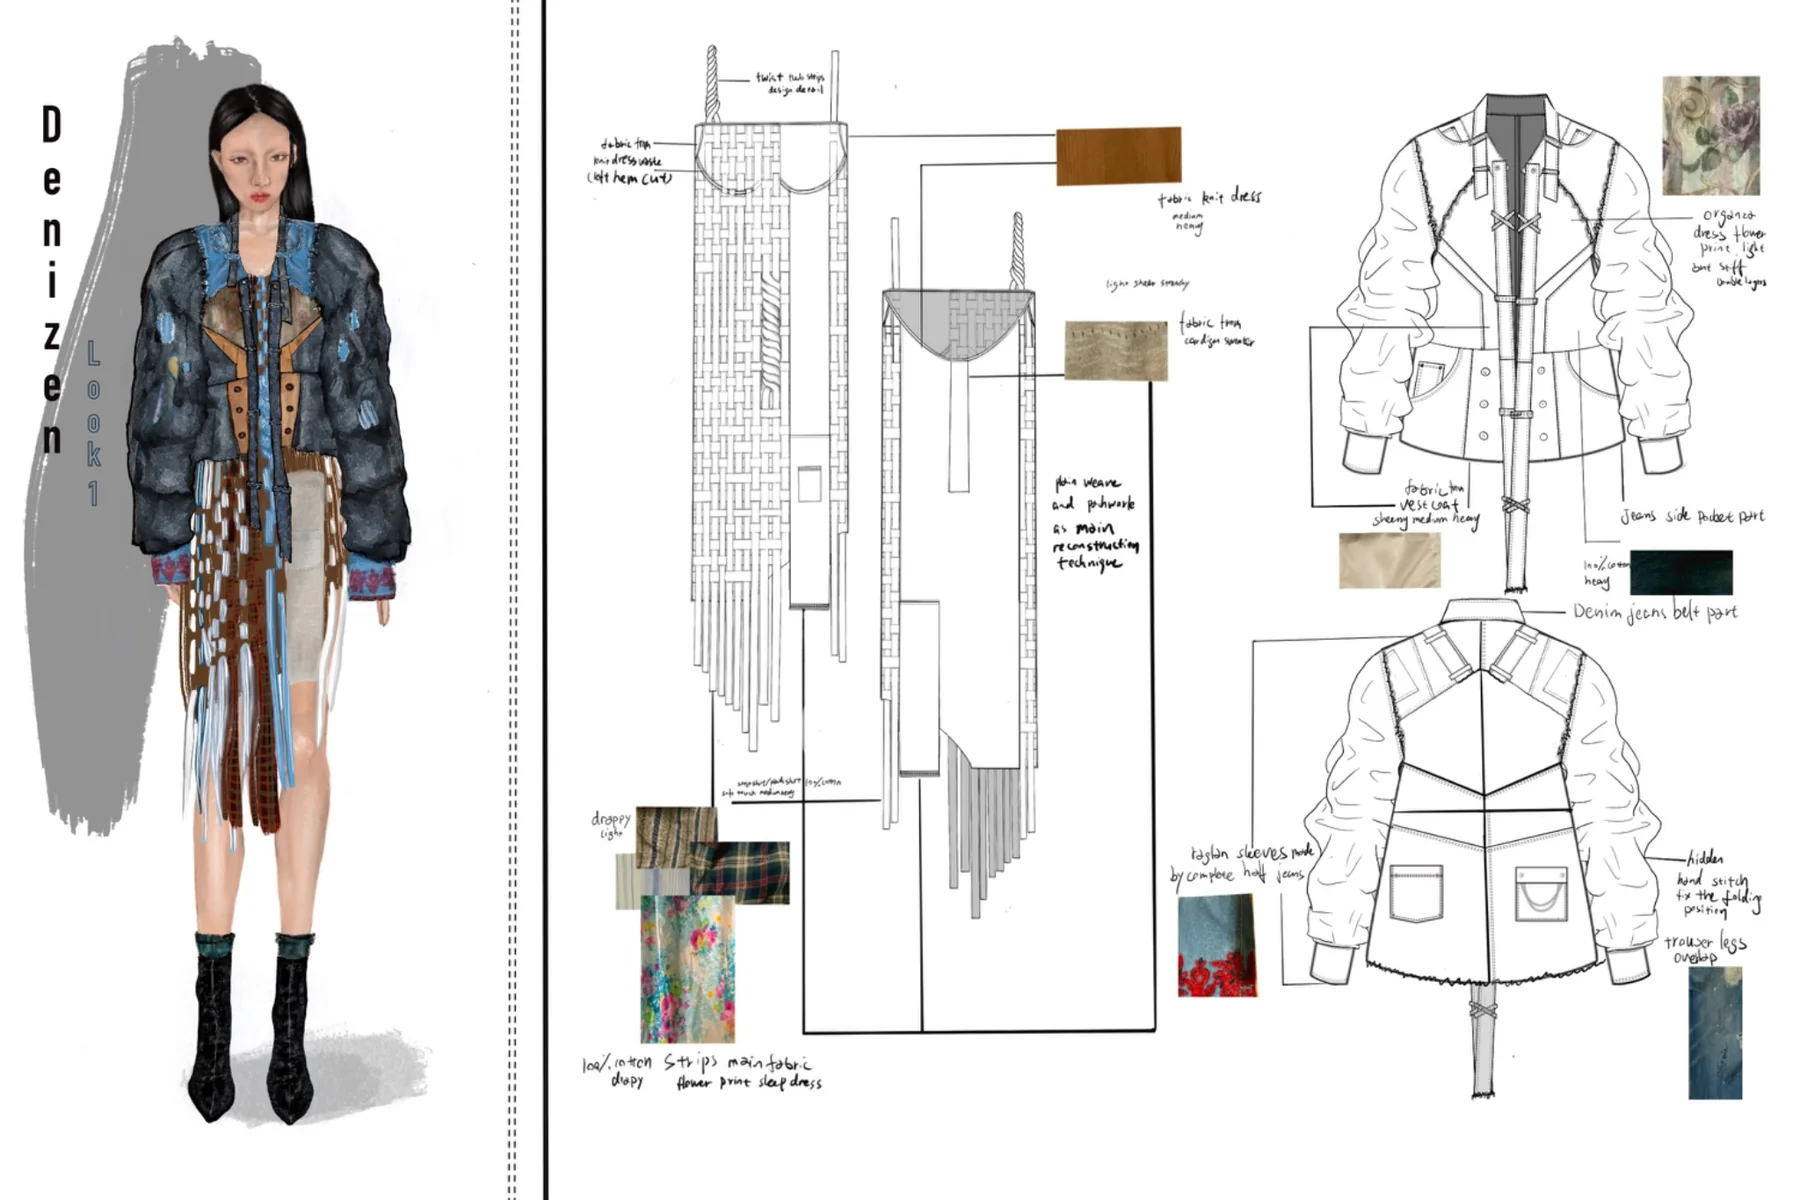 Denizen
Look1
twist two strips
design detail
fabric from
knit dress waste
(left hem cut)
fabric knit dress
medium
heavy
light sheer
fabric from
cardigan sweater
plain weave
and
as main
reconstructing
technique
drappy
light
soft touch
100% cotton
drapy
Strips main fabric
flower print sleep dress
organza
dress flower
print light
but stiff
Double layers
fabric from
vest coat
sheeny medium heavy
jeans side pocket part
100% cotton
heavy
Denim jeans belt part
raglan sleeves made
by complete half jeans
hidden
hand stitch
fix the folding
position
trouser legs
overlap